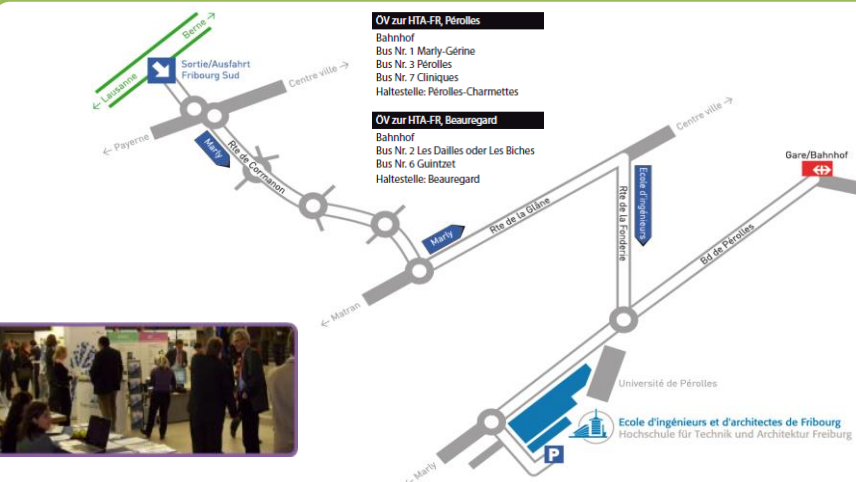 Berne →
← Lausanne
Sortie/Ausfahrt
Fribourg Sud
Centre ville →
← Payerne
Marly
Rte de Cormanon
ÖV zur HTA-FR, Pérolles
Bahnhof
Bus Nr. 1 Marly-Gérine
Bus Nr. 3 Pérolles
Bus Nr. 7 Cliniques
Haltestelle: Pérolles-Charmettes
ÖV zur HTA-FR, Beauregard
Bahnhof
Bus Nr. 2 Les Dailles oder Les Biches
Bus Nr. 6 Guintzet
Haltestelle: Beauregard
Centre ville →
Gare/Bahnhof
Ecole d'ingénieurs
Rte de la Fonderie
Rte de la Glâne
Marly
Bd de Pérolles
← Matran
Université de Pérolles
Ecole d'ingénieurs et d'architectes de Fribourg
Hochschule für Technik und Architektur Freiburg
P
← Marly